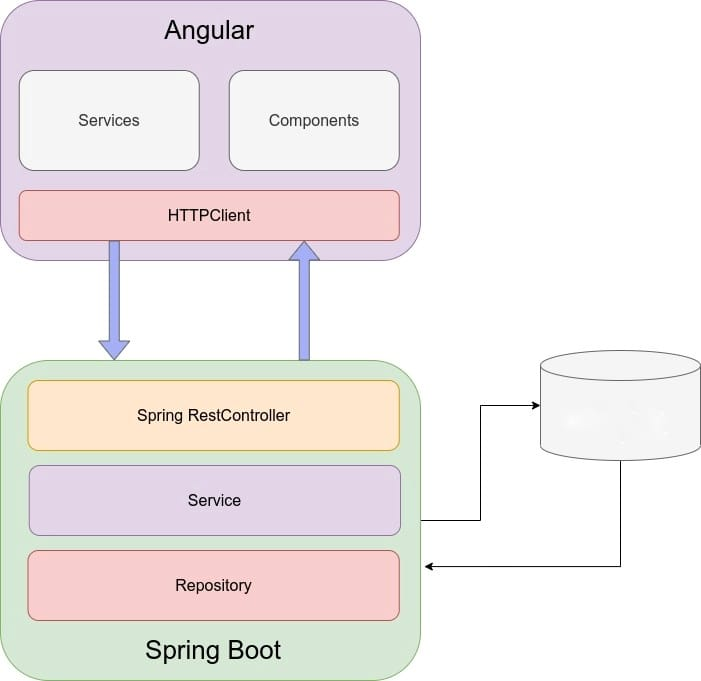 Angular
Services
Components
HTTPClient
Spring RestController
Service
Repository
Spring Boot